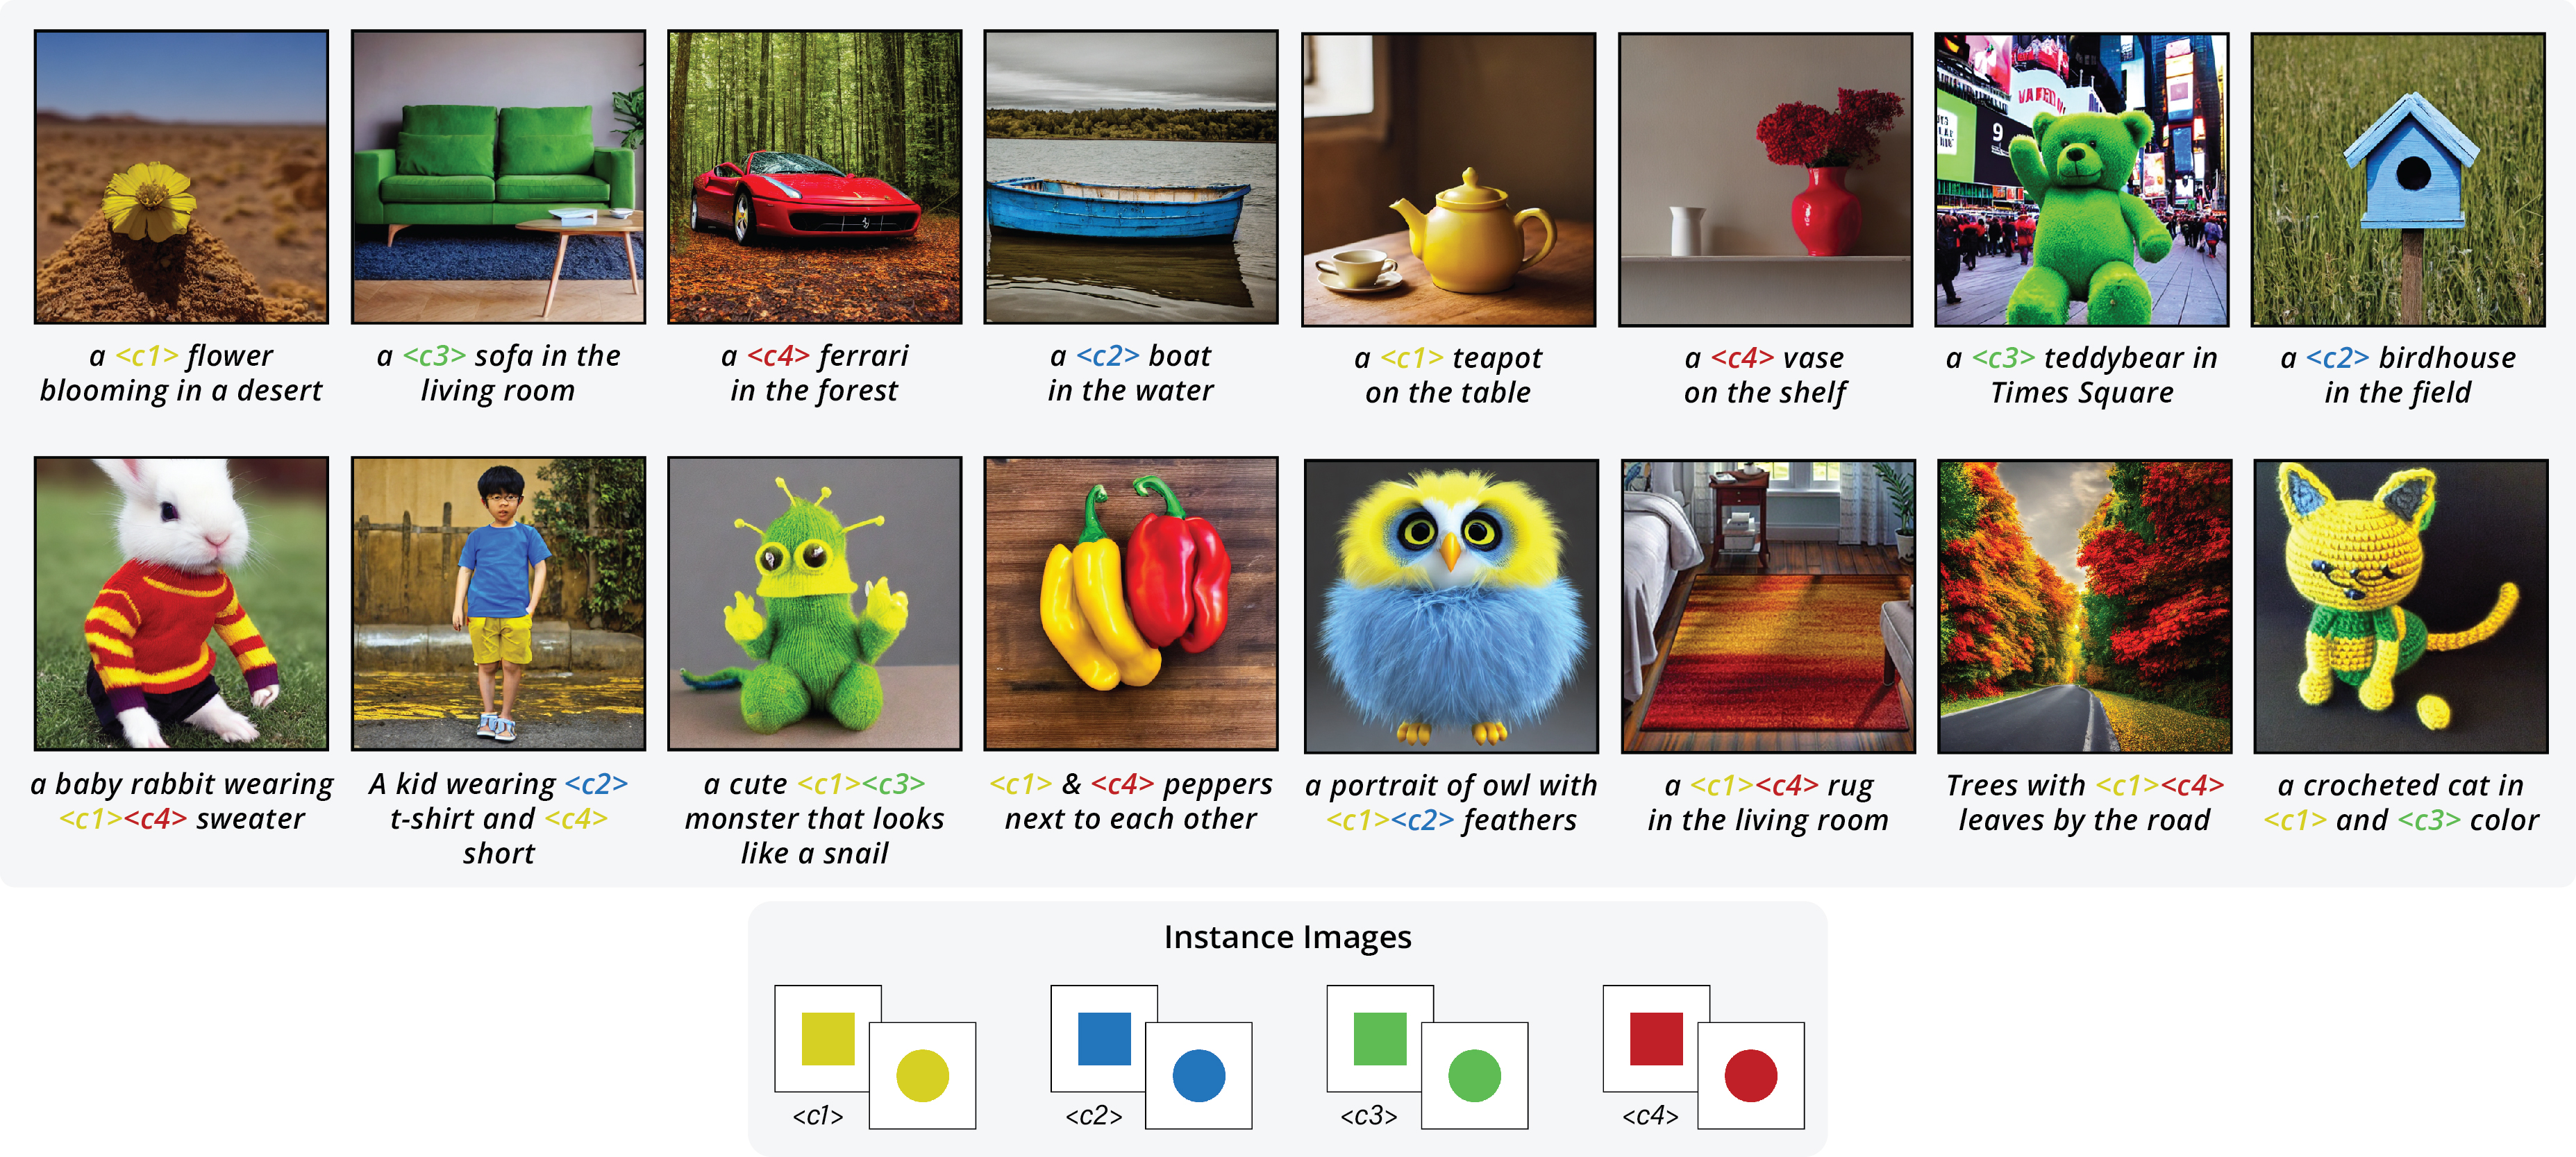 a <c1> flower
blooming in a desert
a <c3> sofa in the
living room
a <c4> ferrari
in the forest
a <c2> boat
in the water
a <c1> teapot
on the table
a <c4> vase
on the shelf
9
a <c3> teddybear in
Times Square
a <c2> birdhouse
in the field
a baby rabbit wearing
<c1><c4> sweater
A kid wearing <c2>
t-shirt and <c4>
short
a cute <c1><c3>
monster that looks
like a snail
<c1> & <c4> peppers
next to each other
a portrait of owl with
<c1><c2> feathers
a <c1><c4> rug
in the living room
Trees with <c1><c4>
leaves by the road
a crocheted cat in
<c1> and <c3> color
Instance Images
<c1>
<c2>
<c3>
<c4>